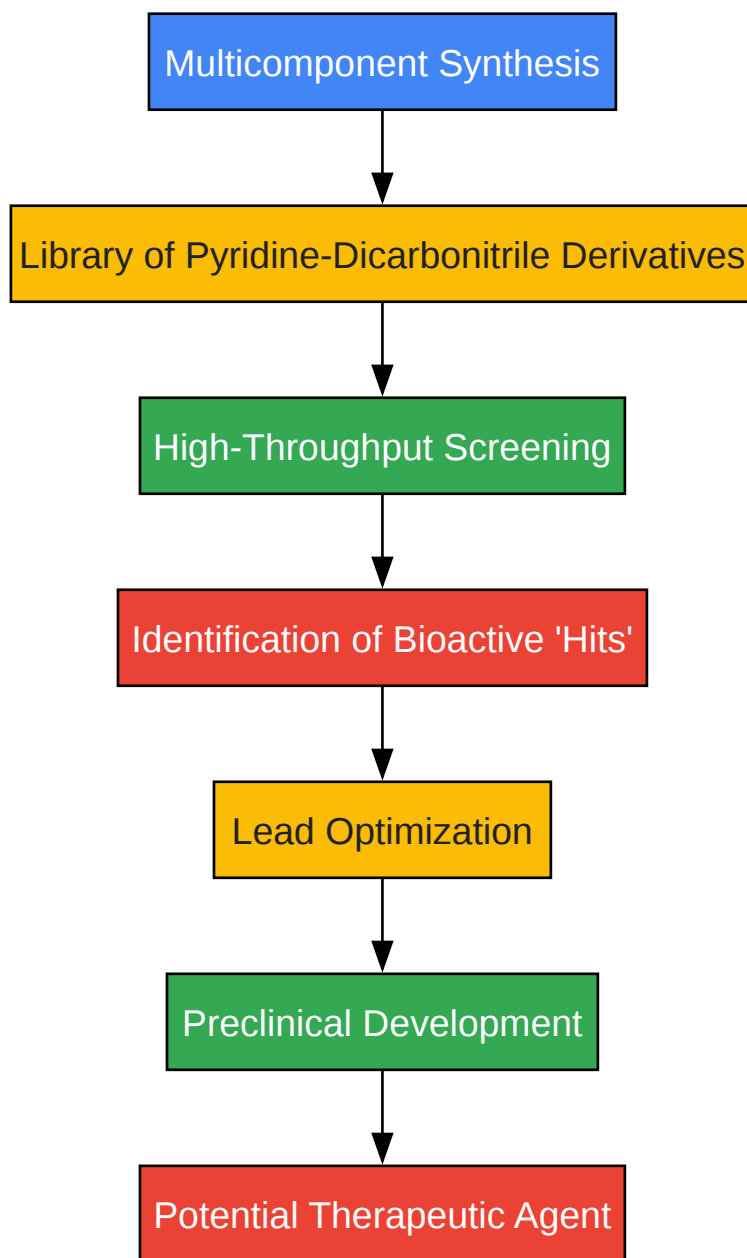 Multicomponent Synthesis
Library of Pyridine-Dicarbonitrile Derivatives
High-Throughput Screening
Identification of Bioactive 'Hits'
Lead Optimization
Preclinical Development
Potential Therapeutic Agent